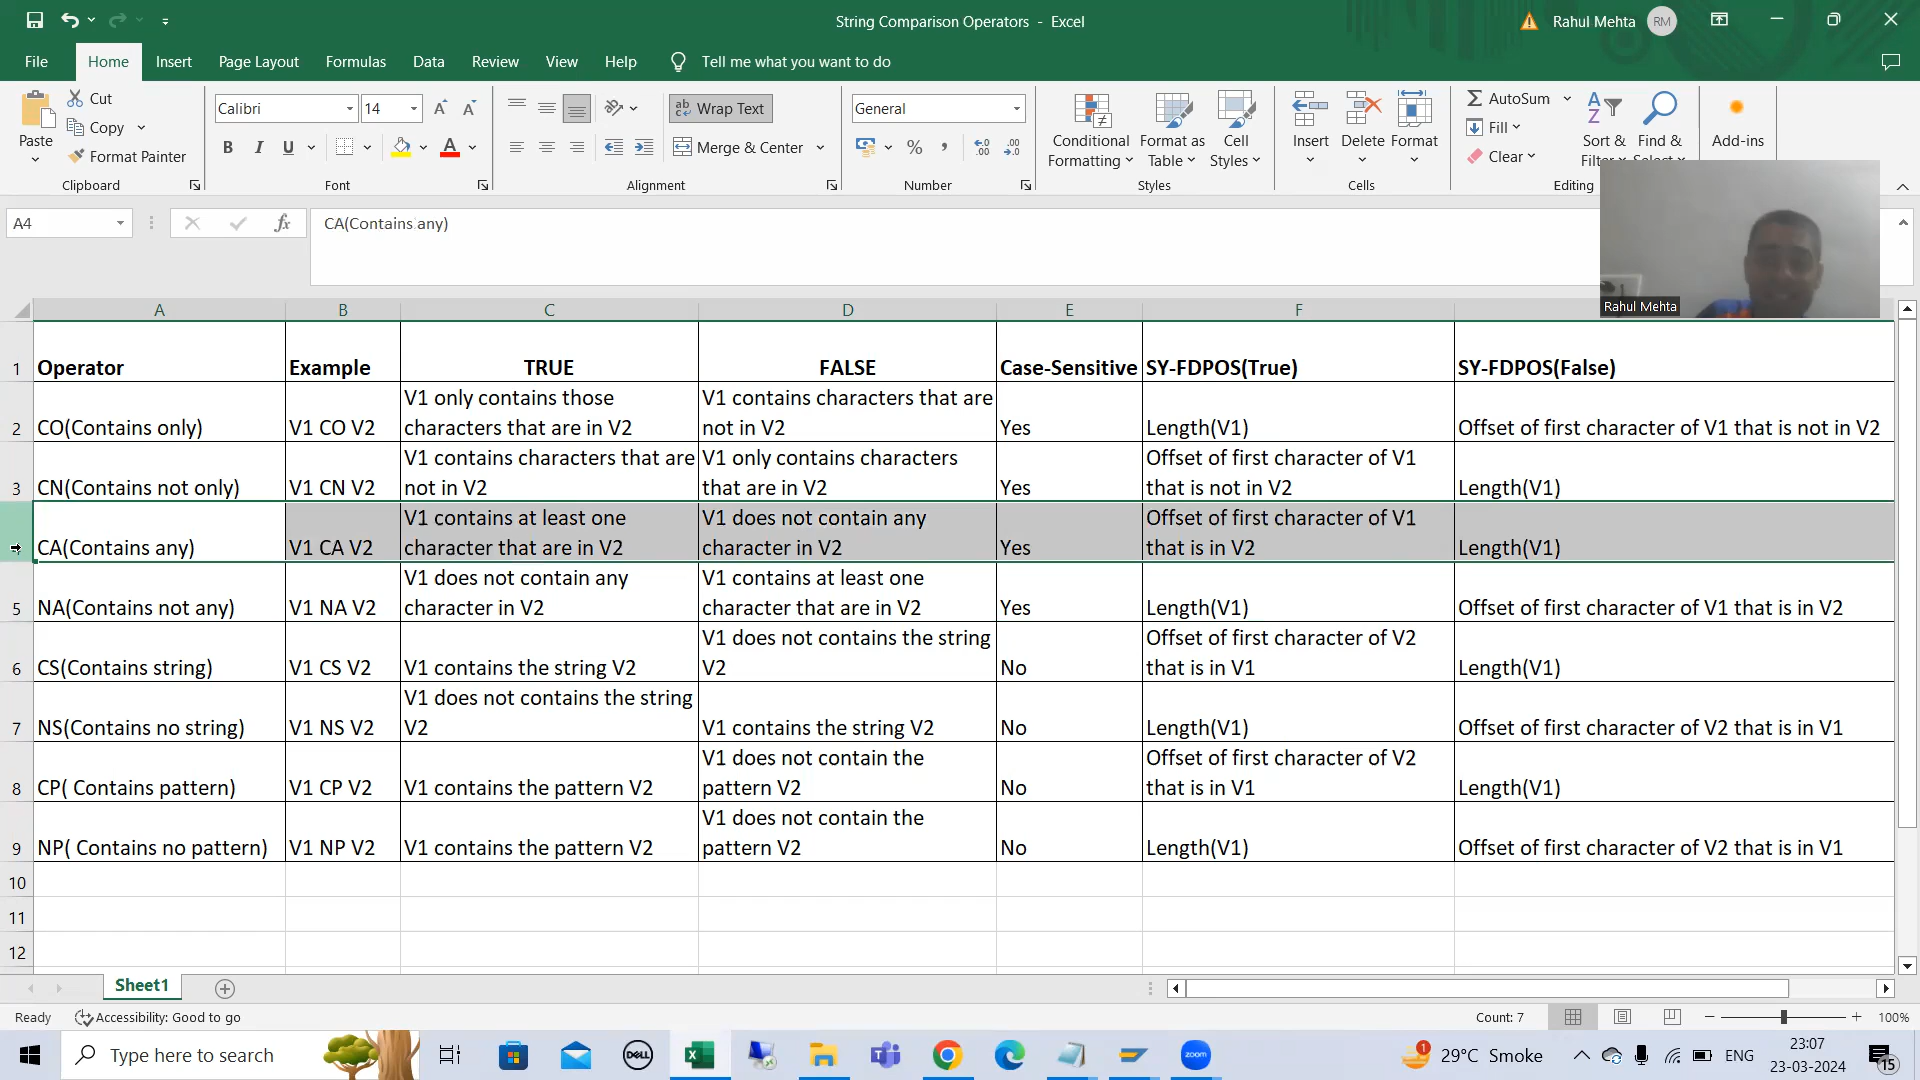 String Comparison Operators - Excel
Rahul Mehta
RM
File
Home
Insert
Page Layout
Formulas
Data
Review
View
Help
Tell me what you want to do
Paste
Cut
Copy
Format Painter
Clipboard
Calibri
14
B I U
Font
Wrap Text
Merge & Center
Alignment
General
Number
Conditional
Formatting
Format as
Table
Cell
Styles
Styles
Insert
Delete
Format
Cells
AutoSum
Fill
Clear
Sort &
Filter
Find &
Select
Editing
Add-ins
A4
fx
CA(Contains any)
Rahul Mehta
A B C D E F
1 Operator Example TRUE FALSE Case-Sensitive SY-FDPOS(True) SY-FDPOS(False)
V1 only contains those V1 contains characters that are
2 CO(Contains only) V1 CO V2 characters that are in V2 not in V2 Yes Length(V1) Offset of first character of V1 that is not in V2
V1 contains characters that are V1 only contains characters Offset of first character of V1
3 CN(Contains not only) V1 CN V2 not in V2 that are in V2 Yes that is not in V2 Length(V1)
V1 contains at least one V1 does not contain any Offset of first character of V1
CA(Contains any) V1 CA V2 character that are in V2 character in V2 Yes that is in V2 Length(V1)
V1 does not contain any V1 contains at least one
5 NA(Contains not any) V1 NA V2 character in V2 character that are in V2 Yes Length(V1) Offset of first character of V1 that is in V2
V1 does not contains the string Offset of first character of V2
6 CS(Contains string) V1 CS V2 V1 contains the string V2 V2 No that is in V1 Length(V1)
V1 does not contains the string
7 NS(Contains no string) V1 NS V2 V2 V1 contains the string V2 No Length(V1) Offset of first character of V2 that is in V1
V1 does not contain the Offset of first character of V2
8 CP( Contains pattern) V1 CP V2 V1 contains the pattern V2 pattern V2 No that is in V1 Length(V1)
V1 does not contain the
9 NP( Contains no pattern) V1 NP V2 V1 contains the pattern V2 pattern V2 No Length(V1) Offset of first character of V2 that is in V1
10
11
12
Sheet1
Ready
Accessibility: Good to go
Count: 7
100%
Type here to search
DELL
zoom
1
29°C Smoke
ENG
23:07
23-03-2024
15